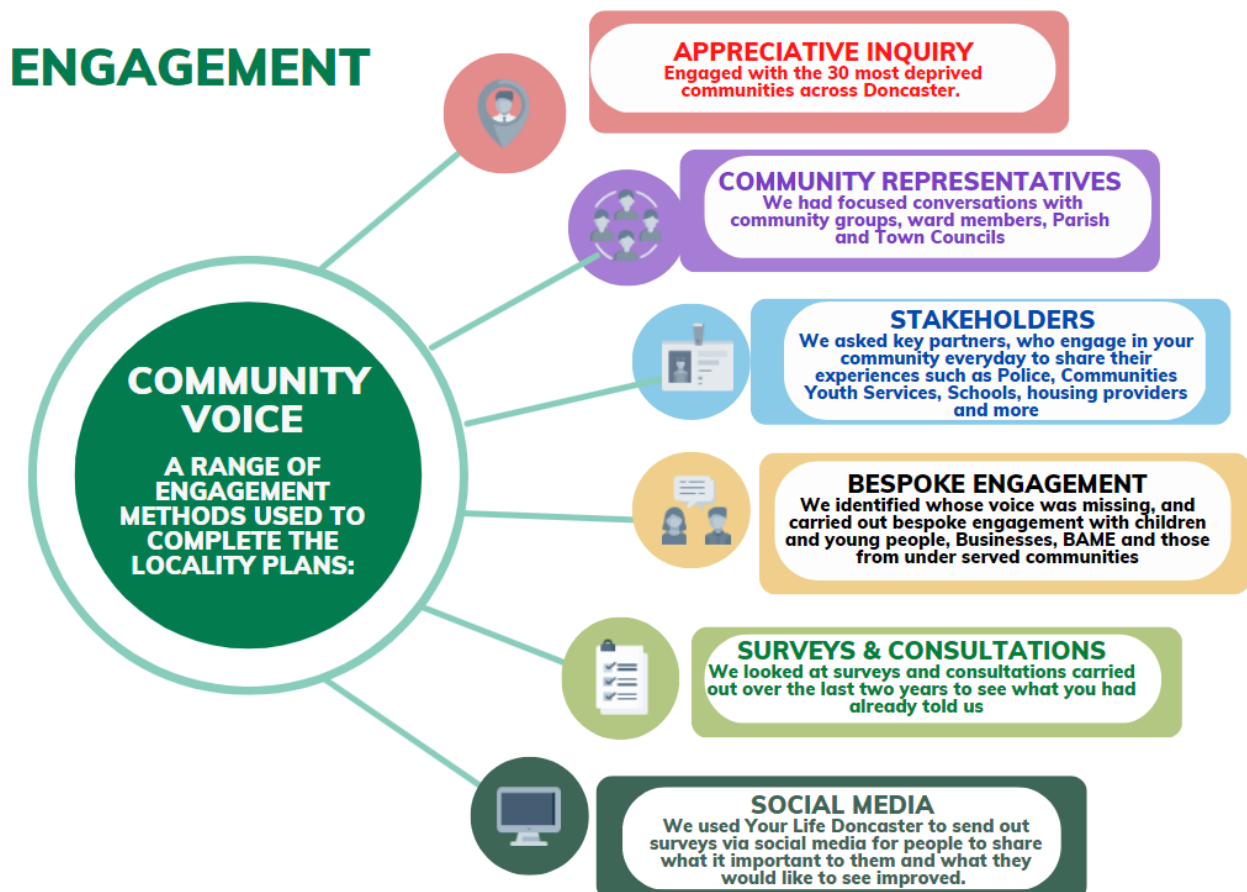 ENGAGEMENT
COMMUNITY
VOICE
A RANGE OF
ENGAGEMENT
METHODS USED TO
COMPLETE THE
LOCALITY PLANS:
APPRECIATIVE INQUIRY
Engaged with the 30 most deprived
communities across Doncaster.
COMMUNITY REPRESENTATIVES
We had focused conversations with
community groups, ward members, Parish
and Town Councils
STAKEHOLDERS
We asked key partners, who engage in your
community everyday to share their
experiences such as Police, Communities
Youth Services, Schools, housing providers
and more
BESPOKE ENGAGEMENT
We identified whose voice was missing, and
carried out bespoke engagement with children
and young people, Businesses, BAME and those
from under served communities
SURVEYS & CONSULTATIONS
We looked at surveys and consultations carried
out over the last two years to see what you had
already told us
SOCIAL MEDIA
We used Your Life Doncaster to send out
surveys via social media for people to share
what it important to them and what they
would like to see improved.